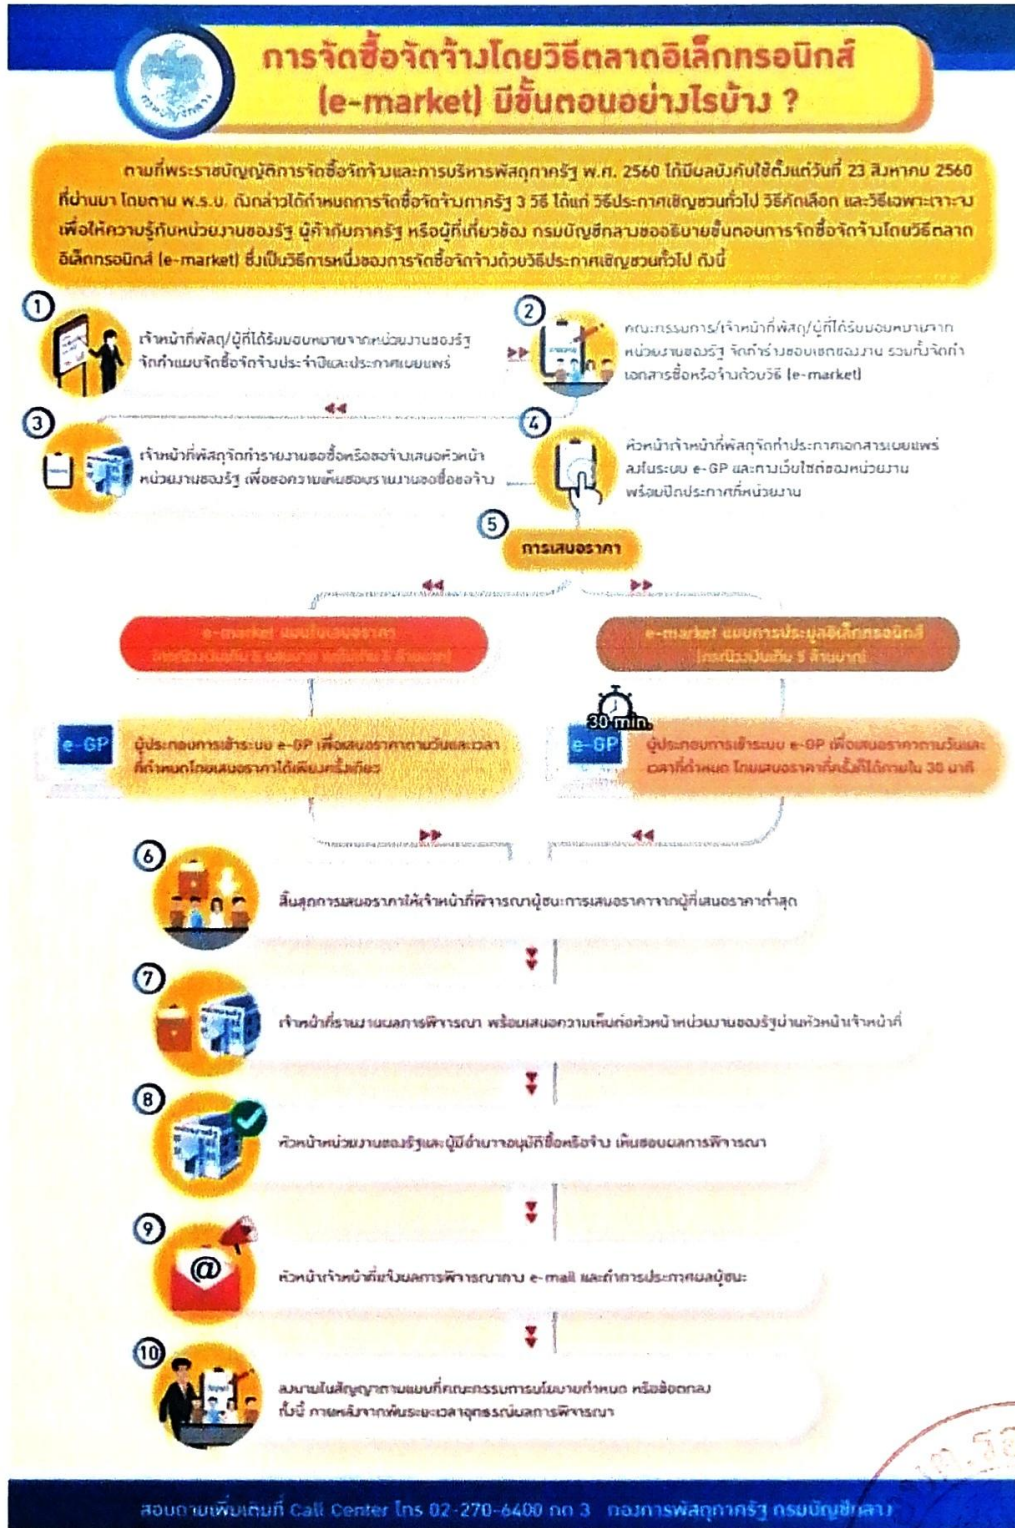 การจัดซื้อจัดจ้างโดยวิธีตลาดอิเล็กทรอนิกส์
(e-market) มีขั้นตอนอย่างไรบ้าง ?
กรมบัญชีกลาง
ตามที่พระราชบัญญัติการจัดซื้อจัดจ้างและการบริหารพัสดุภาครัฐ พ.ศ. 2560 ได้มีผลบังคับใช้ตั้งแต่วันที่ 23 สิงหาคม 2560
ที่ผ่านมา โดยตาม พ.ร.บ. ดังกล่าวได้กำหนดการจัดซื้อจัดจ้างภาครัฐ 3 วิธี ได้แก่ วิธีประกาศเชิญชวนทั่วไป วิธีคัดเลือก และวิธีเฉพาะเจาะจง
เพื่อให้ความรู้กับหน่วยงานของรัฐ ผู้ค้ากับภาครัฐ หรือผู้ที่เกี่ยวข้อง กรมบัญชีกลางขออธิบายขั้นตอนการจัดซื้อจัดจ้างโดยวิธีตลาด
อิเล็กทรอนิกส์ (e-market) ซึ่งเป็นวิธีการหนึ่งของการจัดซื้อจัดจ้างด้วยวิธีประกาศเชิญชวนทั่วไป ดังนี้
1
เจ้าหน้าที่พัสดุ/ผู้ที่ได้รับมอบหมายจากหน่วยงานของรัฐ
จัดทำแผนจัดซื้อจัดจ้างประจำปีและประกาศเผยแพร่
2
คณะกรรมการ/เจ้าหน้าที่พัสดุ/ผู้ที่ได้รับมอบหมายจาก
หน่วยงานของรัฐ จัดทำร่างขอบเขตของงาน รวมทั้งจัดทำ
เอกสารซื้อหรือจ้างด้วยวิธี (e-market)
3
เจ้าหน้าที่พัสดุจัดทำรายงานขอซื้อหรือขอจ้างเสนอหัวหน้า
หน่วยงานของรัฐ เพื่อขอความเห็นชอบรายงานขอซื้อขอจ้าง
4
หัวหน้าเจ้าหน้าที่พัสดุจัดทำประกาศเอกสารเผยแพร่
ลงในระบบ e-GP และทางเว็บไซต์ของหน่วยงาน
พร้อมปิดประกาศที่หน่วยงาน
5
การเสนอราคา
e-market แบบใบเสนอราคา
(กรณีวงเงินเกิน 5 แสนบาท แต่ไม่เกิน 5 ล้านบาท)
e-market แบบการประมูลอิเล็กทรอนิกส์
(กรณีวงเงินเกิน 5 ล้านบาท)
e-GP
ผู้ประกอบการเข้าระบบ e-GP เพื่อเสนอราคาตามวันและเวลา
ที่กำหนดโดยเสนอราคาได้เพียงครั้งเดียว
30 min.
e-GP
ผู้ประกอบการเข้าระบบ e-GP เพื่อเสนอราคาตามวันและ
เวลาที่กำหนด โดยเสนอราคากี่ครั้งก็ได้ภายใน 30 นาที
6
สิ้นสุดการเสนอราคาให้เจ้าหน้าที่พิจารณาผู้ชนะการเสนอราคาจากผู้ที่เสนอราคาต่ำสุด
7
เจ้าหน้าที่รายงานผลการพิจารณา พร้อมเสนอความเห็นต่อหัวหน้าหน่วยงานของรัฐผ่านหัวหน้าเจ้าหน้าที่
8
หัวหน้าหน่วยงานของรัฐและผู้มีอำนาจอนุมัติซื้อหรือจ้าง เห็นชอบผลการพิจารณา
9
@
หัวหน้าเจ้าหน้าที่แจ้งผลการพิจารณาทาง e-mail และทำการประกาศผลผู้ชนะ
10
ลงนามในสัญญาตามแบบที่คณะกรรมการนโยบายกำหนด หรือข้อตกลง
ทั้งนี้ ภายหลังจากพ้นระยะเวลาอุทธรณ์ผลการพิจารณา
สอบถามเพิ่มเติมที่ Call Center โทร 02-270-6400 กด 3 กองการพัสดุภาครัฐ กรมบัญชีกลาง